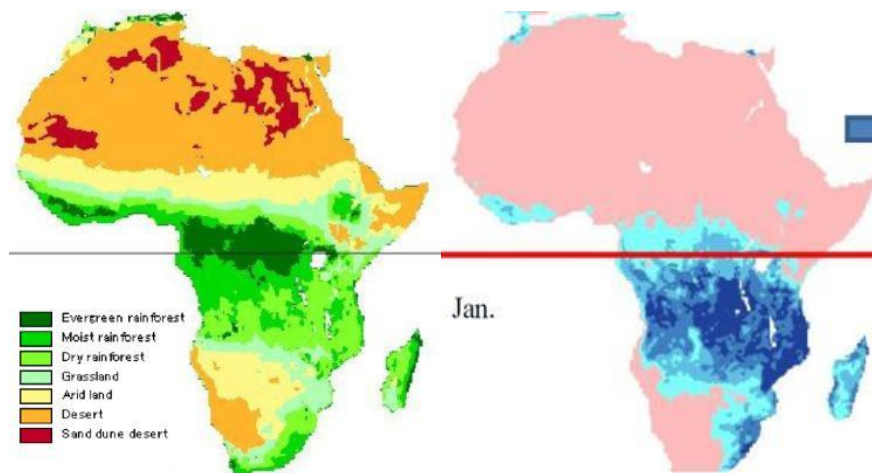 Evergreen rainforest
Moist rainforest
Dry rainforest
Grassland
Arid land
Desert
Sand dune desert
Jan.